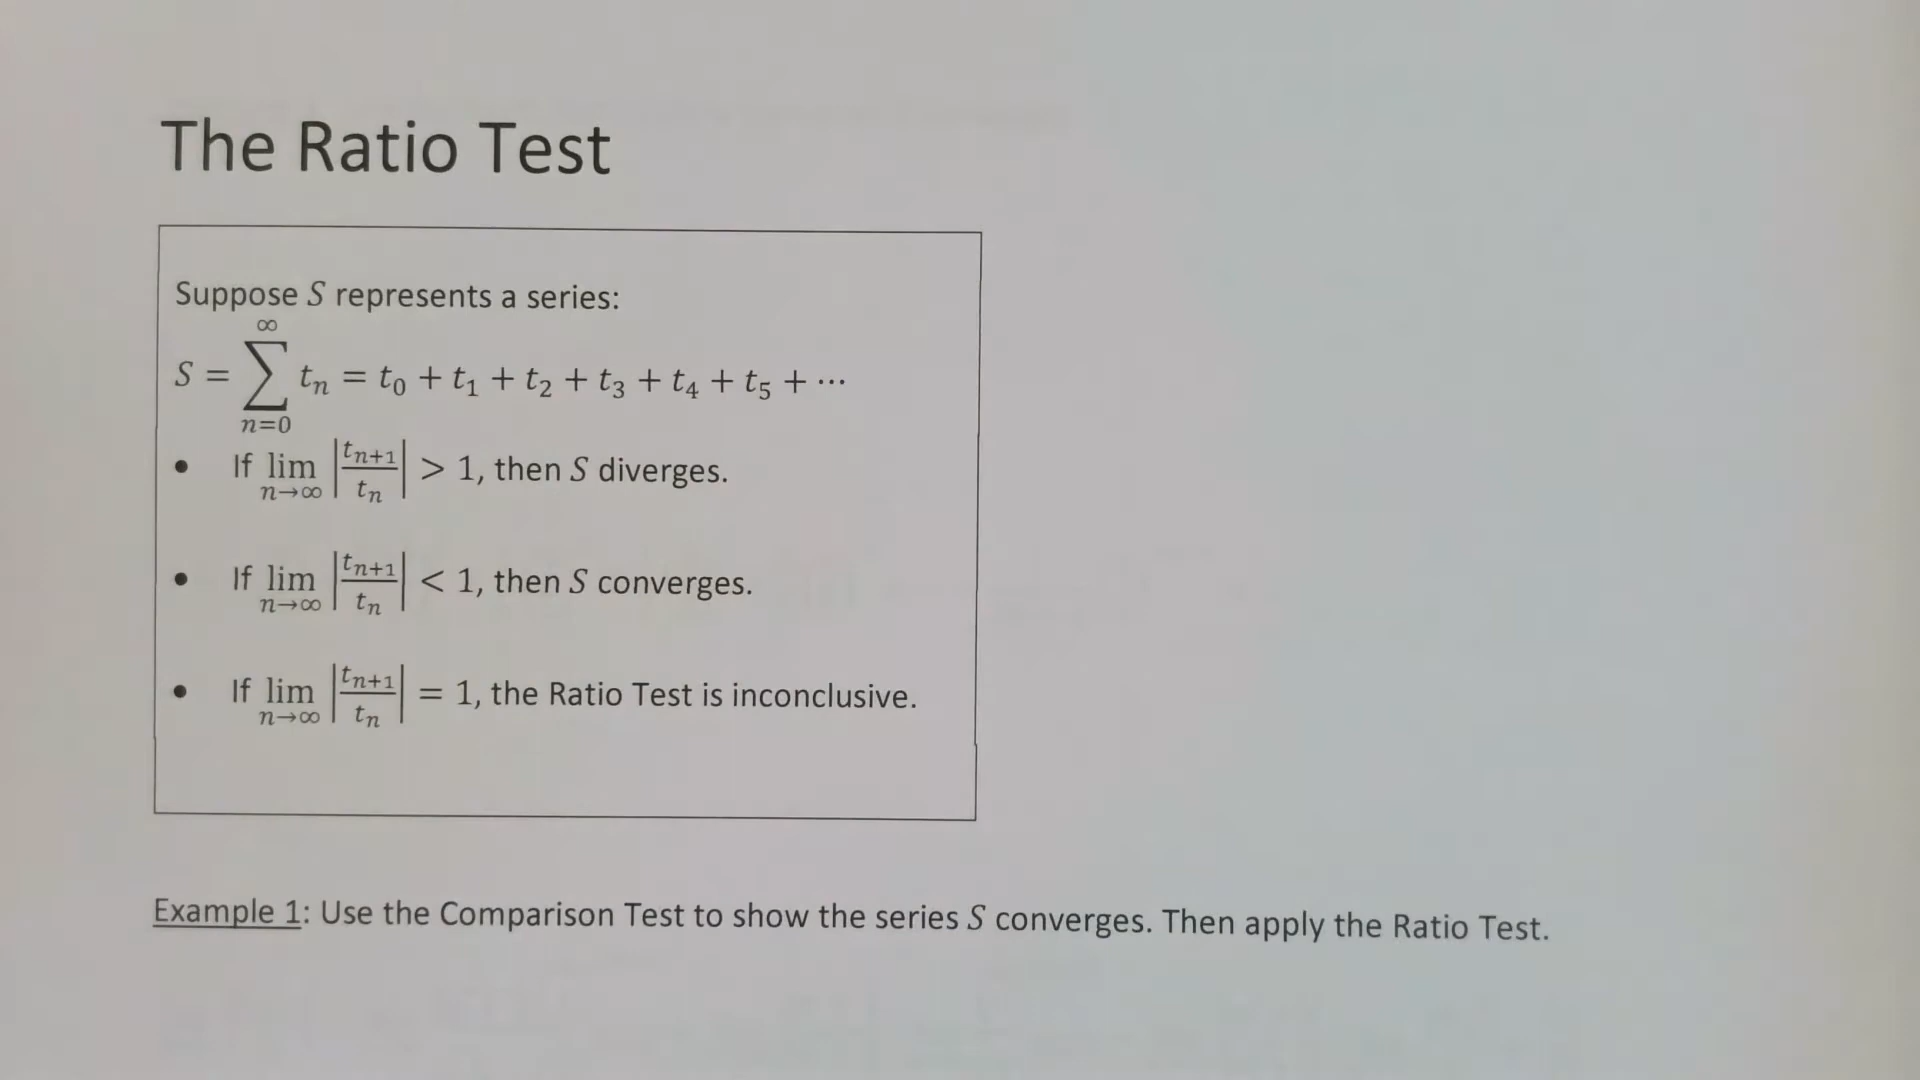 The Ratio Test
Suppose S represents a series:
S = ∑_{n=0}^{∞} t_n = t_0 + t_1 + t_2 + t_3 + t_4 + t_5 + ⋯
• If lim_{n→∞} |t_{n+1}/t_n| > 1, then S diverges.
• If lim_{n→∞} |t_{n+1}/t_n| < 1, then S converges.
• If lim_{n→∞} |t_{n+1}/t_n| = 1, the Ratio Test is inconclusive.
Example 1: Use the Comparison Test to show the series S converges. Then apply the Ratio Test.